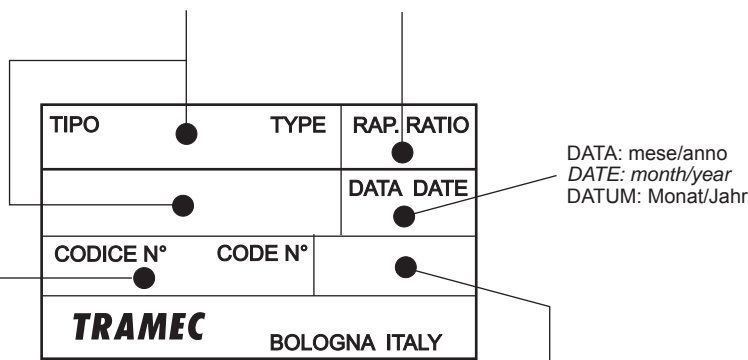 TIPO TYPE RAP. RATIO
DATA DATE
DATA: mese/anno
DATE: month/year
DATUM: Monat/Jahr
CODICE N° CODE N°
TRAMEC BOLOGNA ITALY